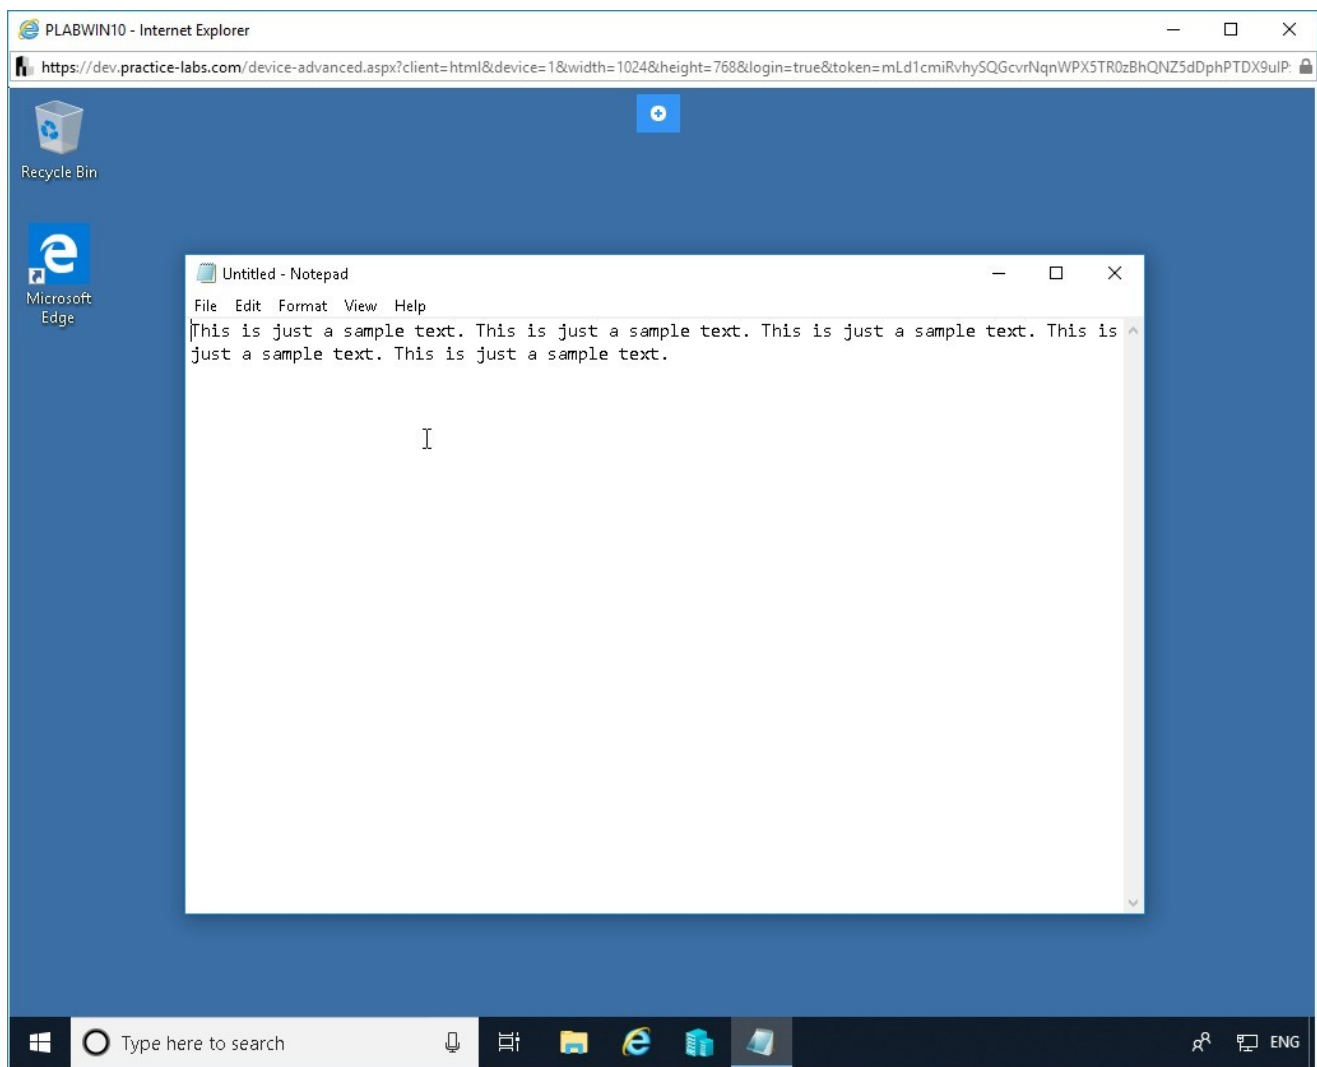 PLABWIN10 - Internet Explorer
https://dev.practice-labs.com/device-advanced.aspx?client=html&device=1&width=1024&height=768&login=true&token=mLd1cmiRvhySQGcvrNqnWPX5TR0zBhQNZ5dDphPTDX9uIP:
Recycle Bin
Microsoft
Edge
Untitled - Notepad
File Edit Format View Help
This is just a sample text. This is just a sample text. This is just a sample text. This is
just a sample text. This is just a sample text.
Type here to search
ENG